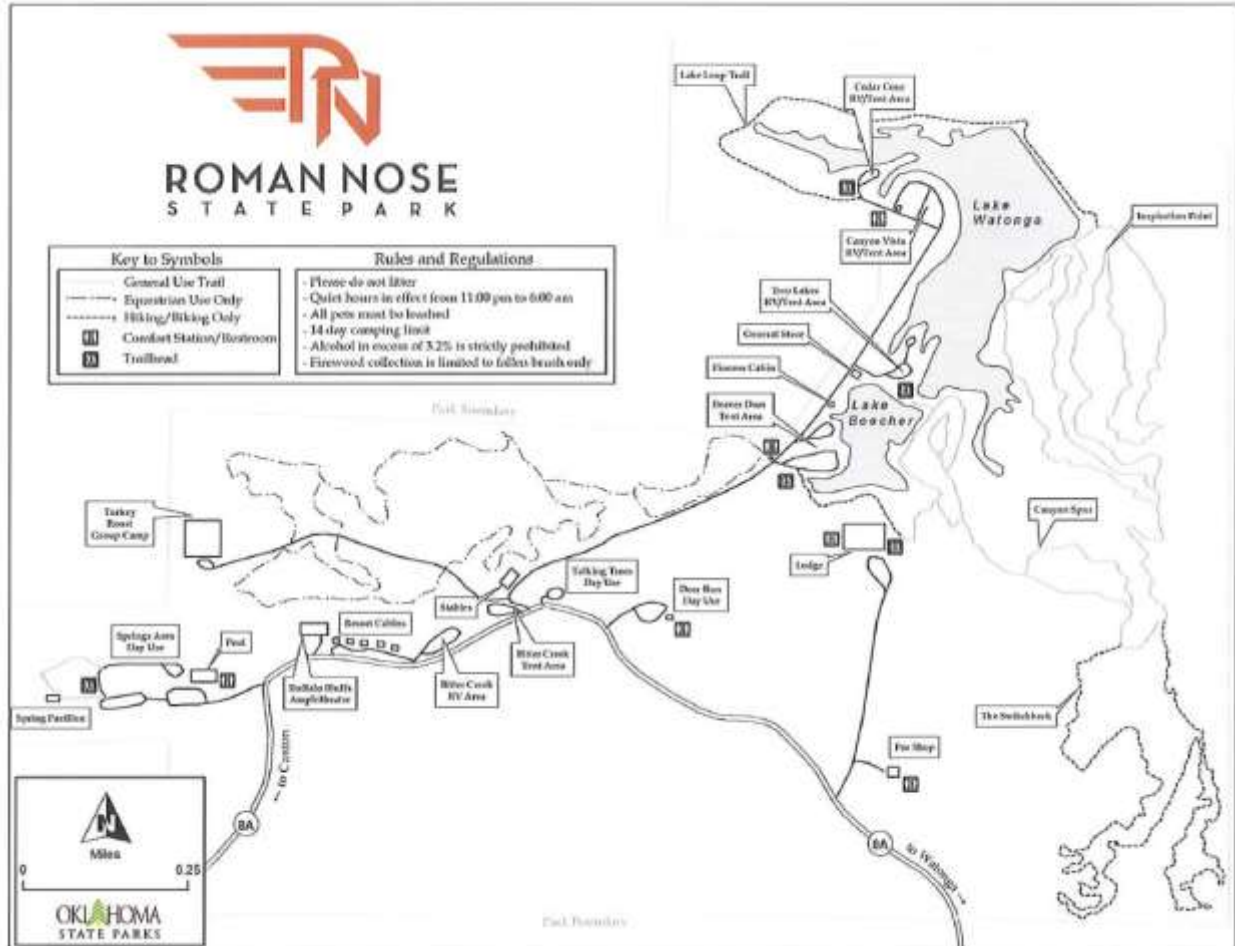 ROMAN NOSE
STATE PARK
Key to Symbols
General Use Trail
Equestrian Use Only
Hiking/Biking Only
Comfort Station/Restroom
Trailhead
Rules and Regulations
- Please do not litter
- Quiet hours in effect from 11:00 pm to 6:00 am
- All pets must be leashed
- 14 day camping limit
- Alcohol in excess of 3.2% is strictly prohibited
- Firewood collection is limited to fallen brush only
Lake Loop Trail
Cedar Cove
RV/Tent Area
Lake
Watonga
Inspiration Point
Canyon Vista
RV/Tent Area
Two Lakes
RV/Tent Area
General Store
Pioneer Cabin
Beaver Dam
Tent Area
Lake
Boecher
Park Boundary
Turkey
Roost
Group Camp
Canyon Spur
Lodge
Talking Trees
Day Use
Deer Run
Day Use
Stables
Resort Cabins
Springs Area
Day Use
Pool
Bitter Creek
Tent Area
Bitter Creek
RV Area
Buffalo Bluffs
Amphitheater
Spring Pavilion
The Switchback
Pro Shop
← to Canton
8A
8A
to Watonga →
N
Miles
0 0.25
OKLAHOMA
STATE PARKS
Park Boundary